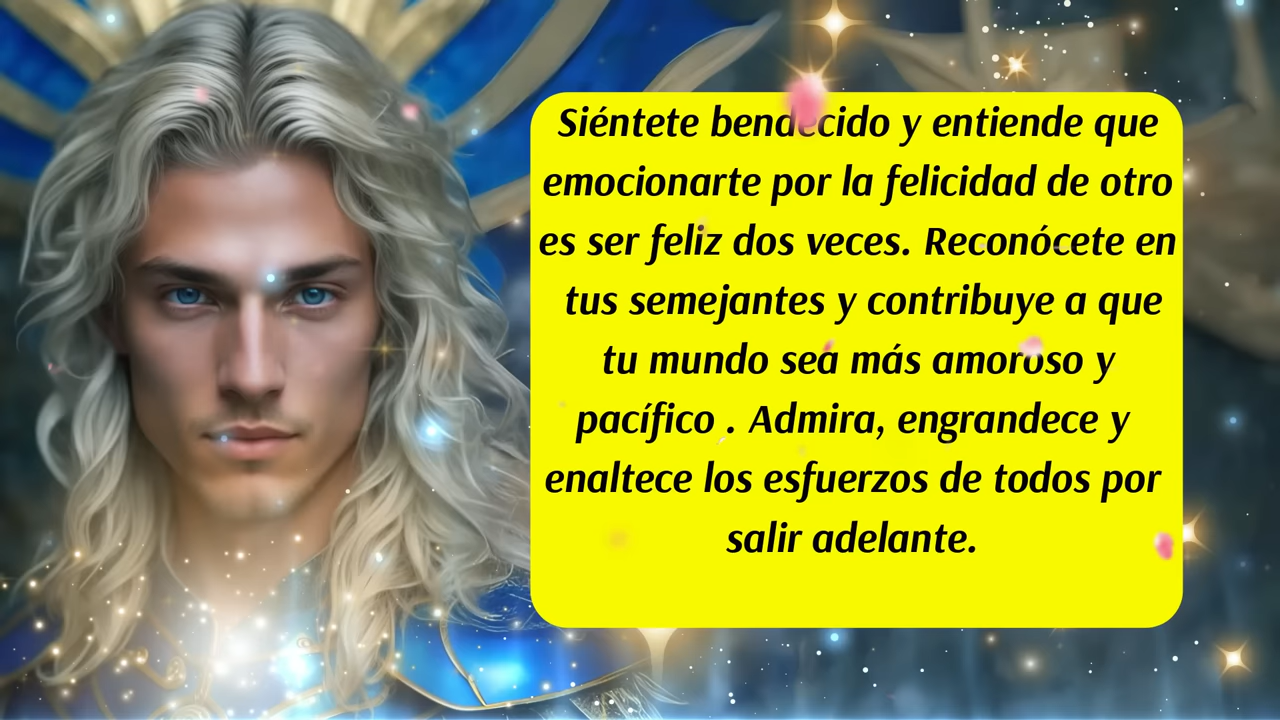 Siéntete bendecido y entiende que
emocionarte por la felicidad de otro
es ser feliz dos veces. Reconócete en
tus semejantes y contribuye a que
tu mundo sea más amoroso y
pacífico . Admira, engrandece y
enaltece los esfuerzos de todos por
salir adelante.